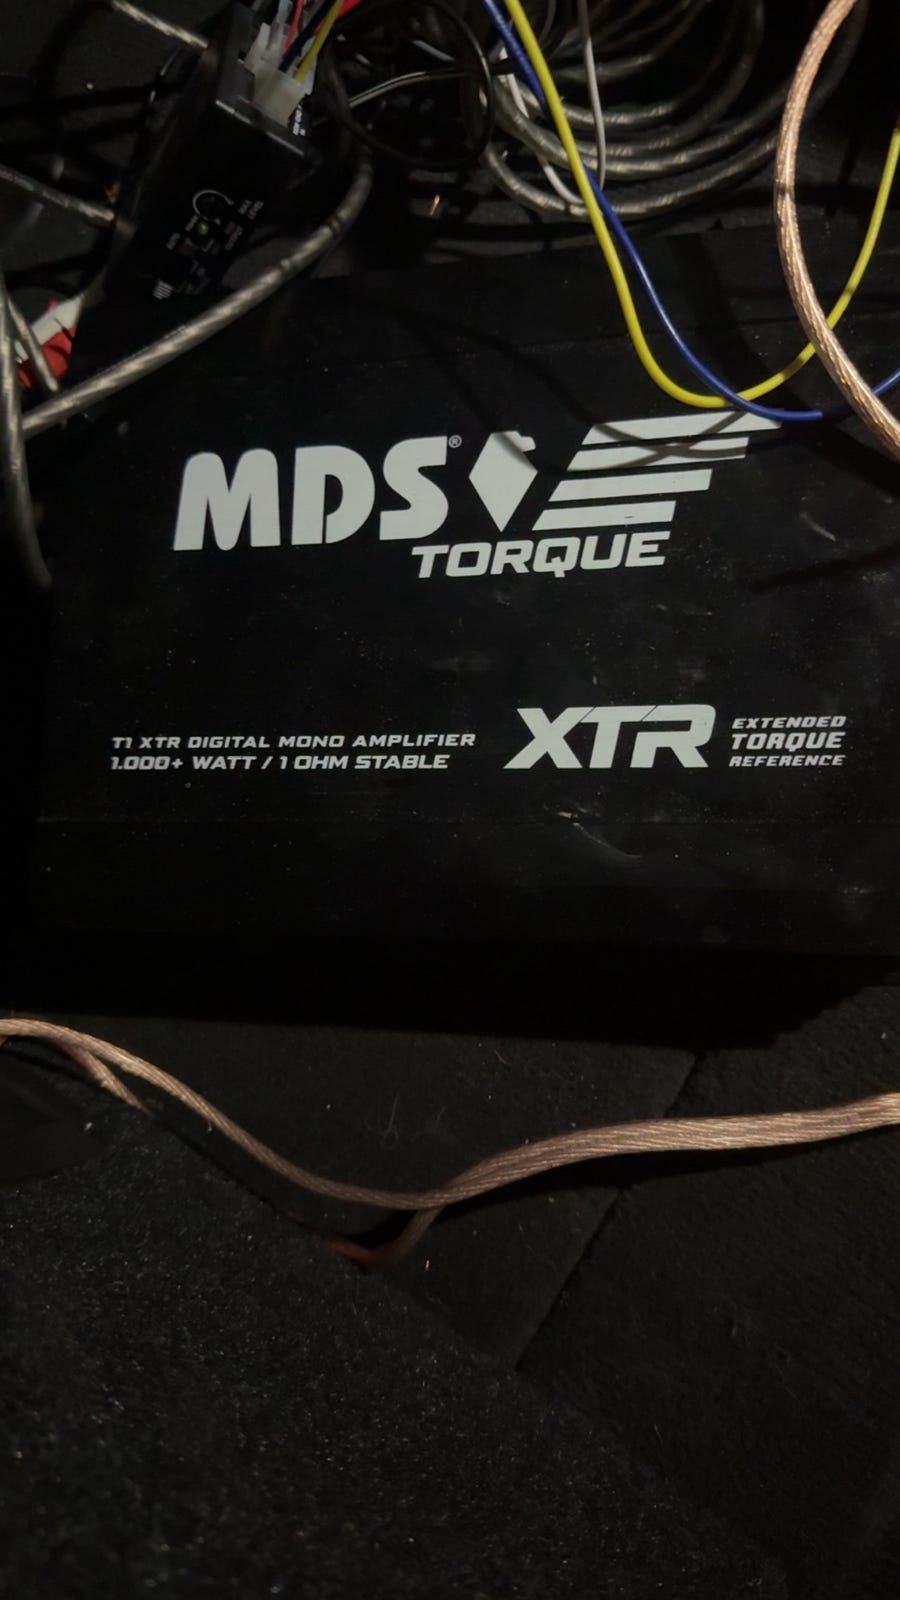 MDS®
TORQUE
T1 XTR DIGITAL MONO AMPLIFIER
1.000+ WATT / 1 OHM STABLE
XTR
EXTENDED
TORQUE
REFERENCE